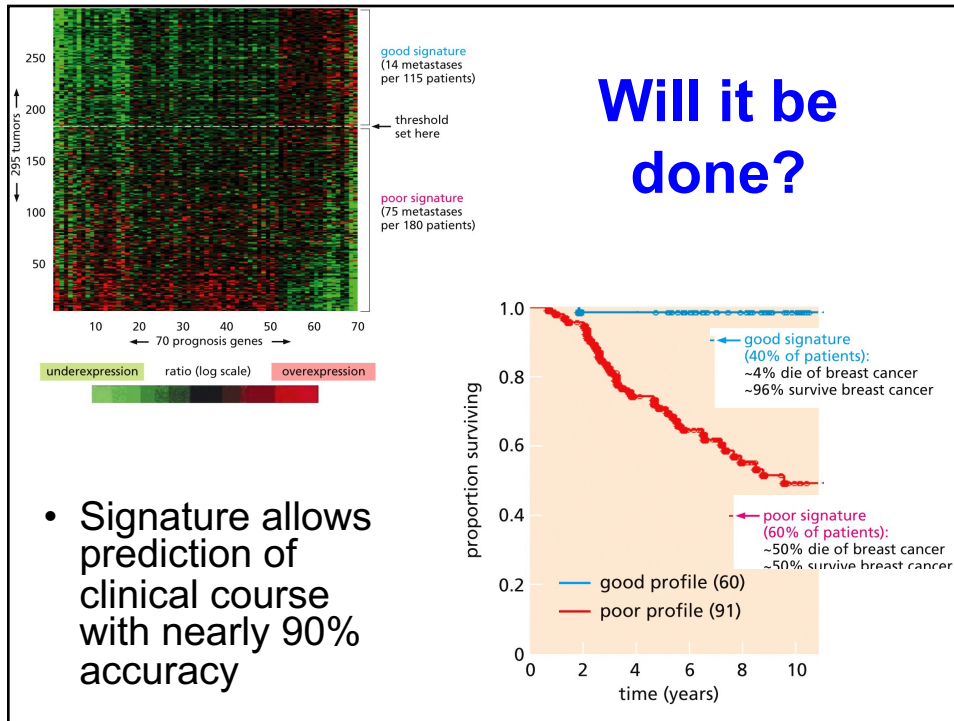 Will it be
done?
250
200
150
100
50
← 295 tumors →
good signature
(14 metastases
per 115 patients)
threshold
set here
poor signature
(75 metastases
per 180 patients)
10 20 30 40 50 60 70
← 70 prognosis genes →
underexpression ratio (log scale) overexpression
• Signature allows
prediction of
clinical course
with nearly 90%
accuracy
proportion surviving
1.0
0.8
0.6
0.4
0.2
0
good signature
(40% of patients):
~4% die of breast cancer
~96% survive breast cancer
poor signature
(60% of patients):
~50% die of breast cancer
~50% survive breast cancer
good profile (60)
poor profile (91)
0 2 4 6 8 10
time (years)